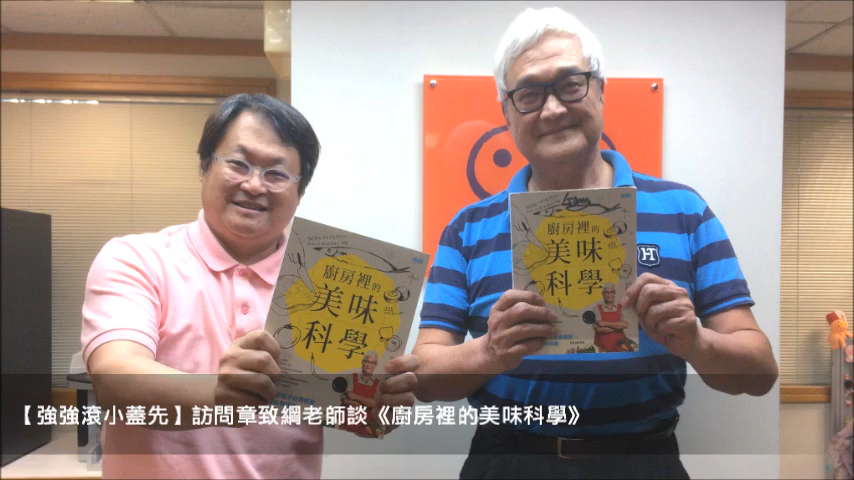 廚房裡的
美味
科學
廚房裡的
美味
科學
H
【強強滾小蓋先】訪問章致綱老師談《廚房裡的美味科學》